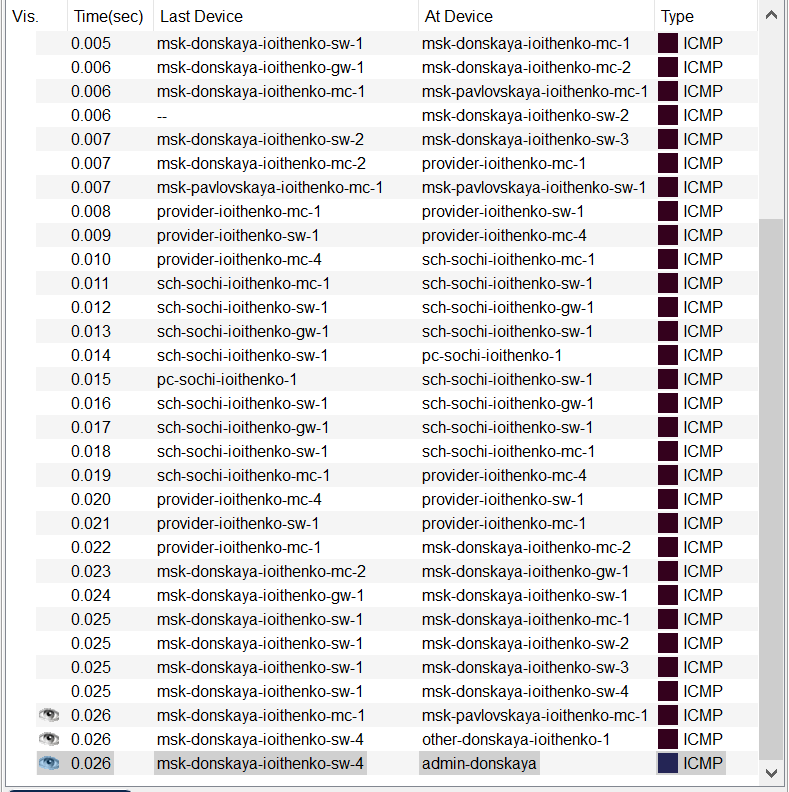 Vis. Time(sec) Last Device At Device Type
0.005 msk-donskaya-ioithenko-sw-1 msk-donskaya-ioithenko-mc-1 ICMP
0.006 msk-donskaya-ioithenko-gw-1 msk-donskaya-ioithenko-mc-2 ICMP
0.006 msk-donskaya-ioithenko-mc-1 msk-pavlovskaya-ioithenko-mc-1 ICMP
0.006 -- msk-donskaya-ioithenko-sw-2 ICMP
0.007 msk-donskaya-ioithenko-sw-2 msk-donskaya-ioithenko-sw-3 ICMP
0.007 msk-donskaya-ioithenko-mc-2 provider-ioithenko-mc-1 ICMP
0.007 msk-pavlovskaya-ioithenko-mc-1 msk-pavlovskaya-ioithenko-sw-1 ICMP
0.008 provider-ioithenko-mc-1 provider-ioithenko-sw-1 ICMP
0.009 provider-ioithenko-sw-1 provider-ioithenko-mc-4 ICMP
0.010 provider-ioithenko-mc-4 sch-sochi-ioithenko-mc-1 ICMP
0.011 sch-sochi-ioithenko-mc-1 sch-sochi-ioithenko-sw-1 ICMP
0.012 sch-sochi-ioithenko-sw-1 sch-sochi-ioithenko-gw-1 ICMP
0.013 sch-sochi-ioithenko-gw-1 sch-sochi-ioithenko-sw-1 ICMP
0.014 sch-sochi-ioithenko-sw-1 pc-sochi-ioithenko-1 ICMP
0.015 pc-sochi-ioithenko-1 sch-sochi-ioithenko-sw-1 ICMP
0.016 sch-sochi-ioithenko-sw-1 sch-sochi-ioithenko-gw-1 ICMP
0.017 sch-sochi-ioithenko-gw-1 sch-sochi-ioithenko-sw-1 ICMP
0.018 sch-sochi-ioithenko-sw-1 sch-sochi-ioithenko-mc-1 ICMP
0.019 sch-sochi-ioithenko-mc-1 provider-ioithenko-mc-4 ICMP
0.020 provider-ioithenko-mc-4 provider-ioithenko-sw-1 ICMP
0.021 provider-ioithenko-sw-1 provider-ioithenko-mc-1 ICMP
0.022 provider-ioithenko-mc-1 msk-donskaya-ioithenko-mc-2 ICMP
0.023 msk-donskaya-ioithenko-mc-2 msk-donskaya-ioithenko-gw-1 ICMP
0.024 msk-donskaya-ioithenko-gw-1 msk-donskaya-ioithenko-sw-1 ICMP
0.025 msk-donskaya-ioithenko-sw-1 msk-donskaya-ioithenko-mc-1 ICMP
0.025 msk-donskaya-ioithenko-sw-1 msk-donskaya-ioithenko-sw-2 ICMP
0.025 msk-donskaya-ioithenko-sw-1 msk-donskaya-ioithenko-sw-3 ICMP
0.025 msk-donskaya-ioithenko-sw-1 msk-donskaya-ioithenko-sw-4 ICMP
0.026 msk-donskaya-ioithenko-mc-1 msk-pavlovskaya-ioithenko-mc-1 ICMP
0.026 msk-donskaya-ioithenko-sw-4 other-donskaya-ioithenko-1 ICMP
0.026 msk-donskaya-ioithenko-sw-4 admin-donskaya ICMP